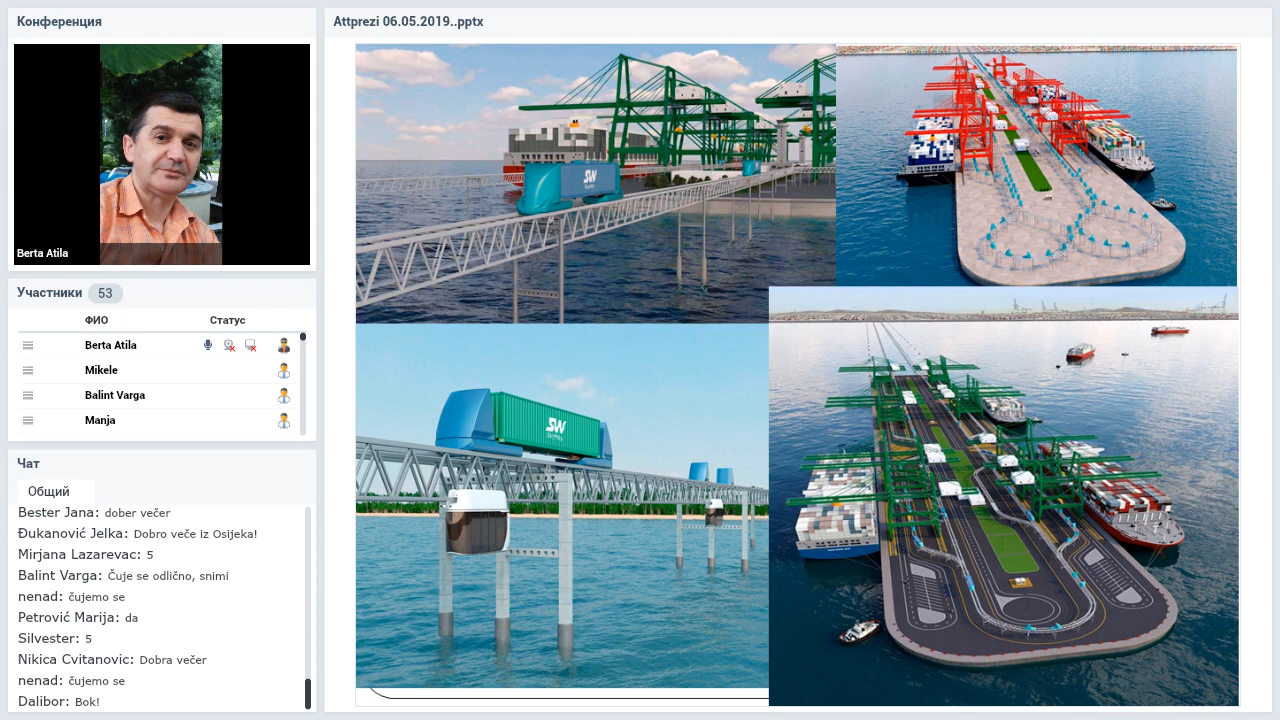 Конференция
Berta Atila
Участники 53
ФИО Статус
Berta Atila
Mikele
Balint Varga
Manja
Чат
Общий
Bester Jana: dober večer
Đukanović Jelka: Dobro veče iz Osijeka!
Mirjana Lazarevac: 5
Balint Varga: Čuje se odlično, snimi
nenad: čujemo se
Petrović Marija: da
Silvester: 5
Nikica Cvitanovic: Dobra večer
nenad: čujemo se
Dalibor: Bok!
Attprezi 06.05.2019..pptx
SW
SW
SkyWay